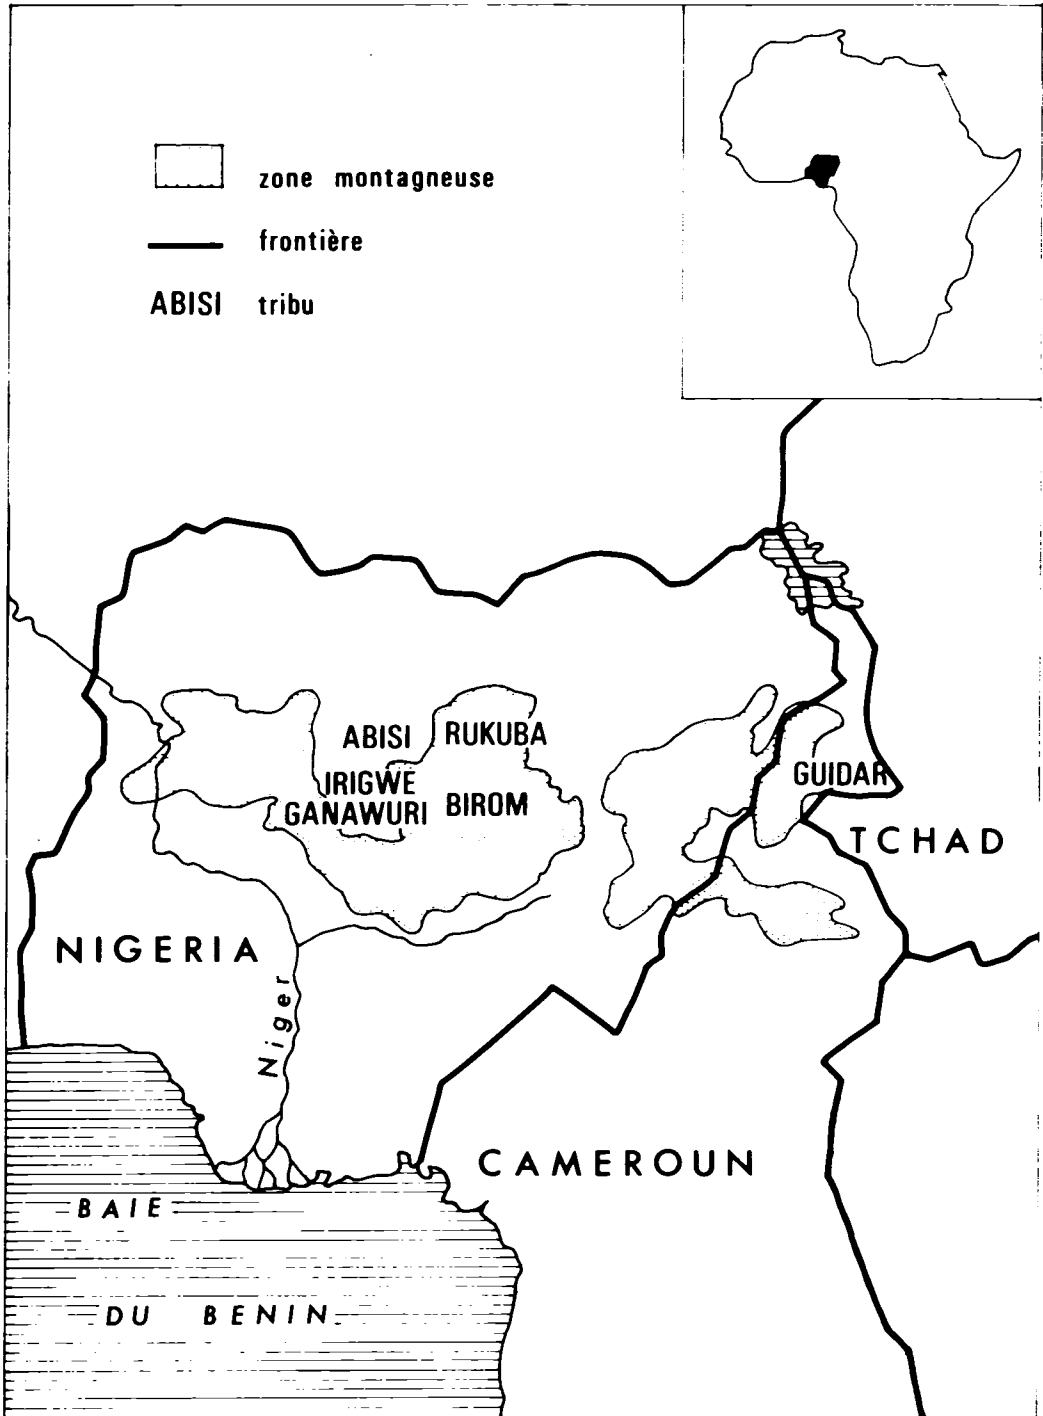 zone montagneuse
frontière
ABISI tribu
ABISI
RUKUBA
IRIGWE
GANAWURI
BIROM
GUIDAR
TCHAD
NIGERIA
Niger
CAMEROUN
BAIE
DU BENIN